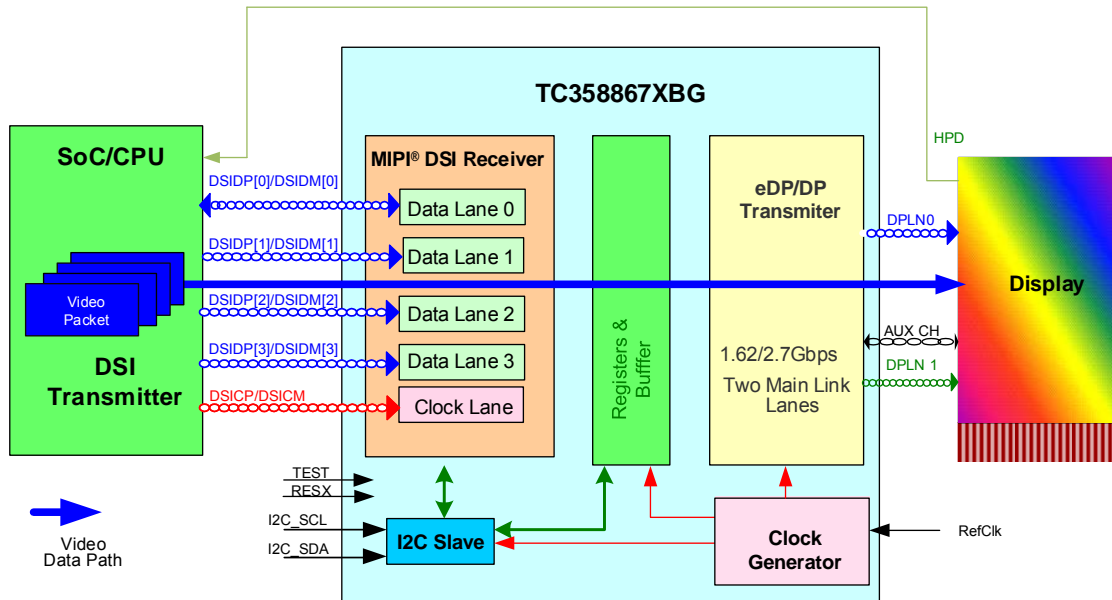 TC358867XBG
HPD
SoC/CPU
DSIDP[0]/DSIDM[0]
DSIDP[1]/DSIDM[1]
Video
Packet
DSIDP[2]/DSIDM[2]
DSIDP[3]/DSIDM[3]
DSI
Transmitter
DSICP/DSICM
MIPI® DSI Receiver
Data Lane 0
Data Lane 1
Data Lane 2
Data Lane 3
Clock Lane
Registers &
Bufffer
eDP/DP
Transmiter
1.62/2.7Gbps
Two Main Link
Lanes
DPLN0
Display
AUX CH
DPLN 1
TEST
RESX
I2C_SCL
I2C_SDA
I2C Slave
Clock
Generator
RefClk
Video
Data Path